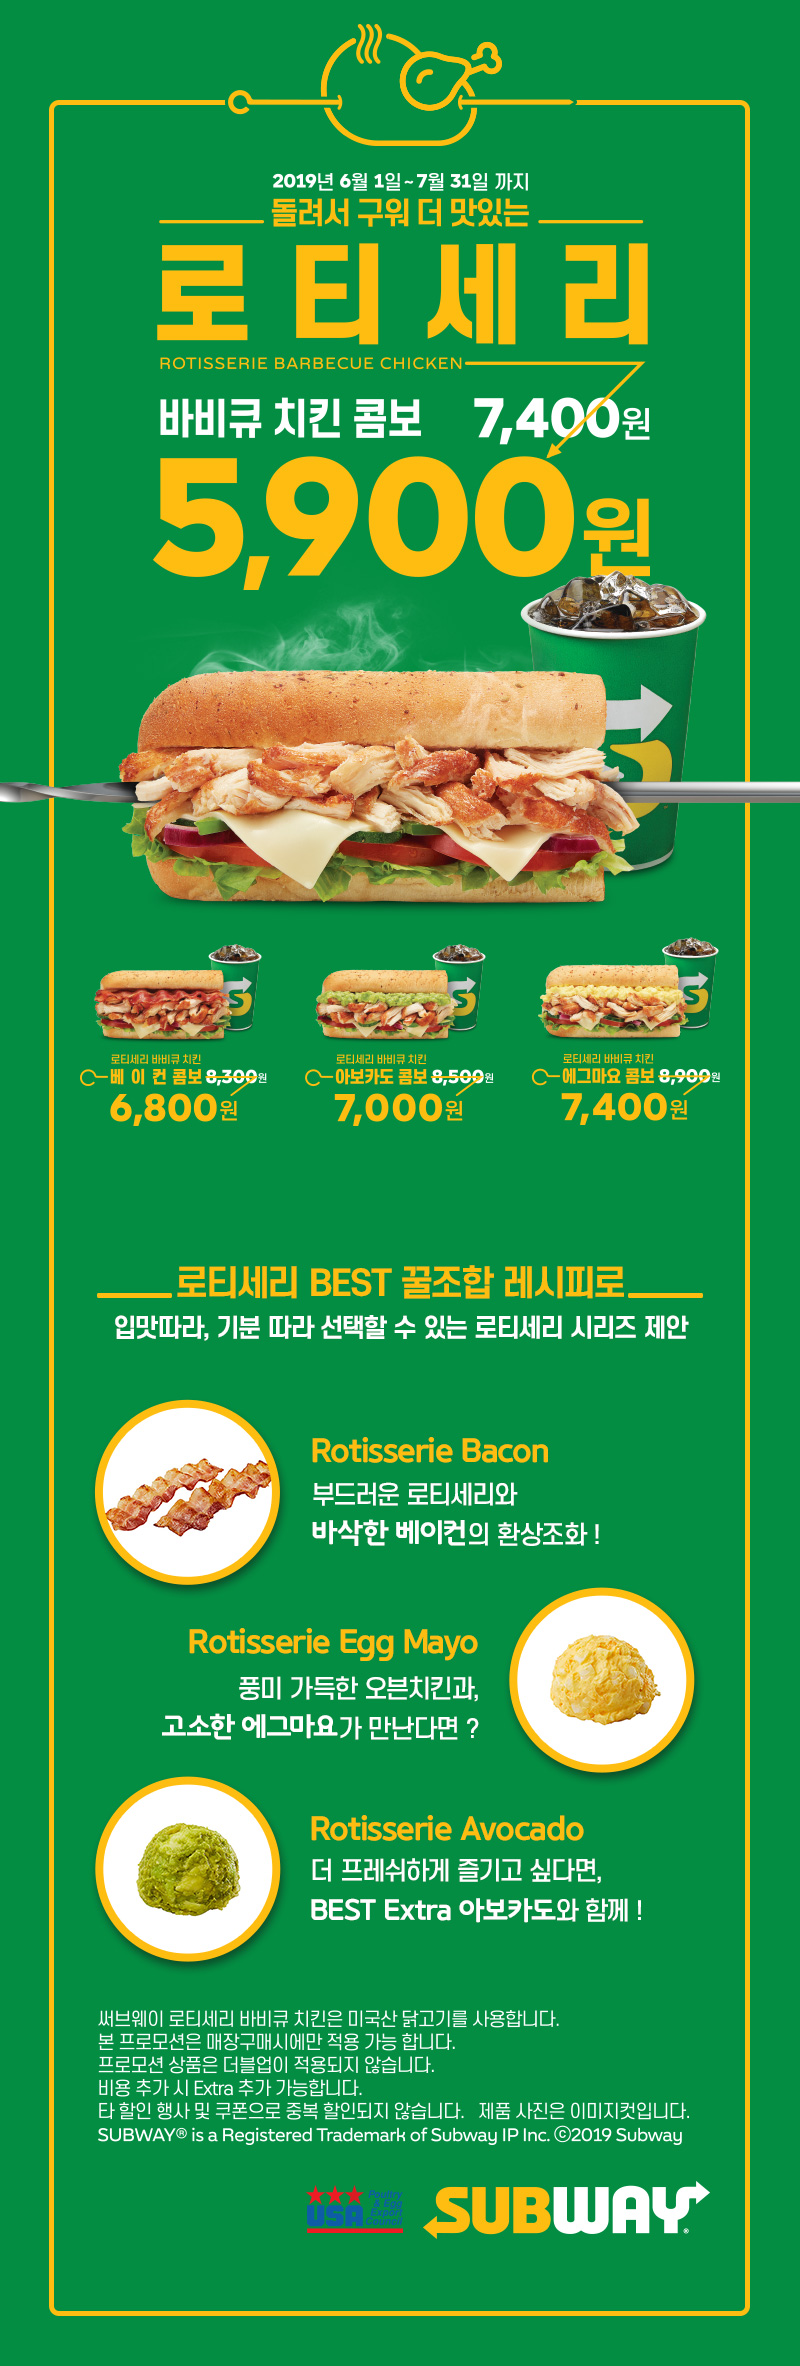 2019년 6월 1일~7월 31일 까지
돌려서 구워 더 맛있는
로티세리
ROTISSERIE BARBECUE CHICKEN
바비큐 치킨 콤보 7,400원
5,900원
로티세리 바비큐 치킨
베이컨 콤보 8,300원
6,800원
로티세리 바비큐 치킨
아보카도 콤보 8,500원
7,000원
로티세리 바비큐 치킨
에그마요 콤보 8,900원
7,400원
로티세리 BEST 꿀조합 레시피로
입맛따라, 기분 따라 선택할 수 있는 로티세리 시리즈 제안
Rotisserie Bacon
부드러운 로티세리와
바삭한 베이컨의 환상조화 !
Rotisserie Egg Mayo
풍미 가득한 오븐치킨과,
고소한 에그마요가 만난다면 ?
Rotisserie Avocado
더 프레쉬하게 즐기고 싶다면,
BEST Extra 아보카도와 함께 !
써브웨이 로티세리 바비큐 치킨은 미국산 닭고기를 사용합니다.
본 프로모션은 매장구매시에만 적용 가능 합니다.
프로모션 상품은 더블업이 적용되지 않습니다.
비용 추가 시 Extra 추가 가능합니다.
타 할인 행사 및 쿠폰으로 중복 할인되지 않습니다. 제품 사진은 이미지컷입니다.
SUBWAY® is a Registered Trademark of Subway IP Inc. ⓒ2019 Subway
USA Poultry & Egg Export Council
SUBWAY®